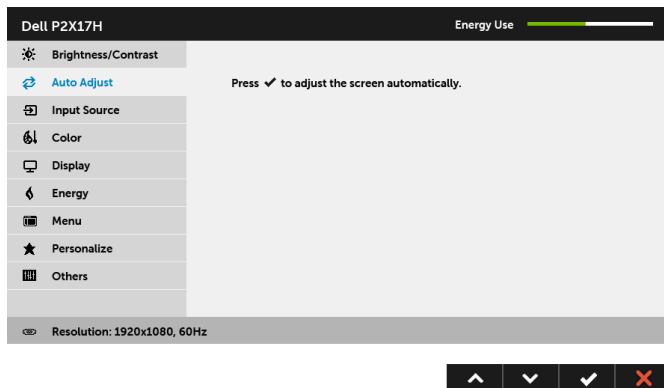 Dell P2X17H
Energy Use
Brightness/Contrast
Auto Adjust
Press ✔ to adjust the screen automatically.
Input Source
Color
Display
Energy
Menu
Personalize
Others
Resolution: 1920x1080, 60Hz